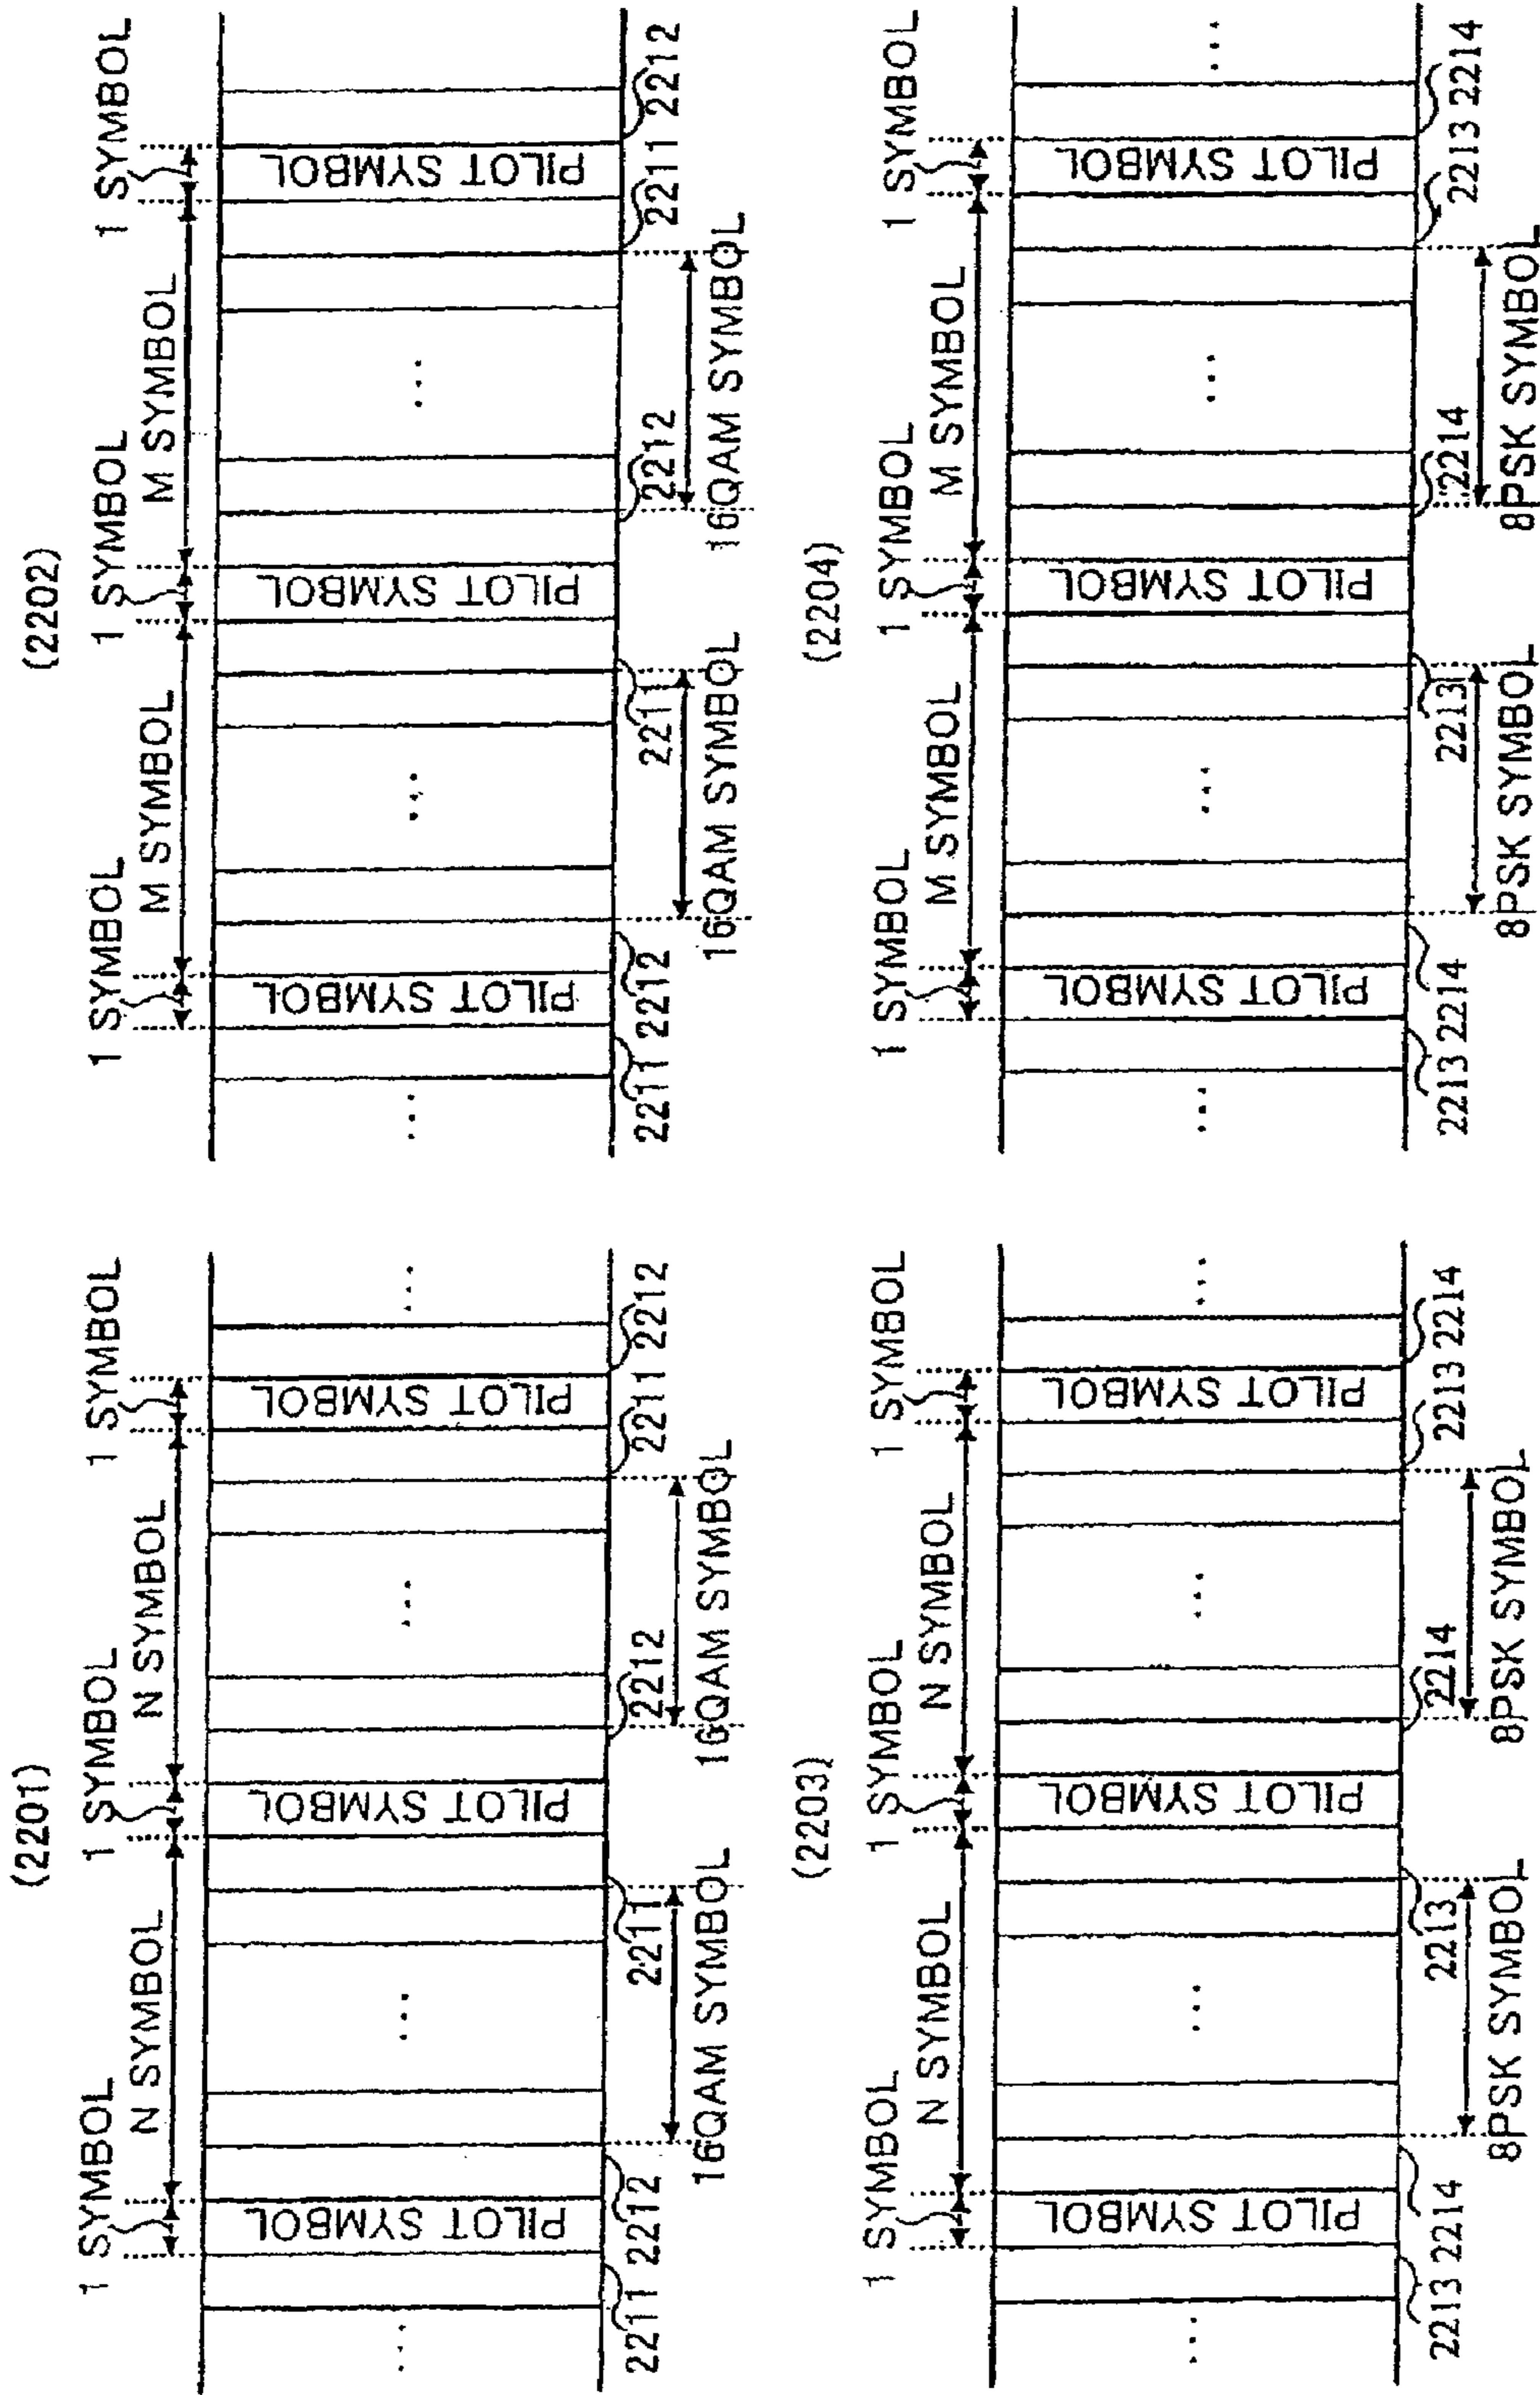 (2201)
1 SYMBOL 1 SYMBOL 1 SYMBOL
N SYMBOL N SYMBOL
... PILOT SYMBOL ... PILOT SYMBOL ... PILOT SYMBOL ...
2211 2212 2211 2212 2211 2212
16QAM SYMBOL 16QAM SYMBOL
(2202)
1 SYMBOL 1 SYMBOL 1 SYMBOL
M SYMBOL M SYMBOL
... PILOT SYMBOL ... PILOT SYMBOL ... PILOT SYMBOL
2211 2212 2211 2212 2211 2212
16QAM SYMBOL 16QAM SYMBOL
(2203)
1 SYMBOL 1 SYMBOL 1 SYMBOL
N SYMBOL N SYMBOL
... PILOT SYMBOL ... PILOT SYMBOL ... PILOT SYMBOL ...
2213 2214 2213 2214 2213 2214
8PSK SYMBOL 8PSK SYMBOL
(2204)
1 SYMBOL 1 SYMBOL 1 SYMBOL
M SYMBOL M SYMBOL
... PILOT SYMBOL ... PILOT SYMBOL ... PILOT SYMBOL ...
2213 2214 2213 2214 2213 2214
8PSK SYMBOL 8PSK SYMBOL